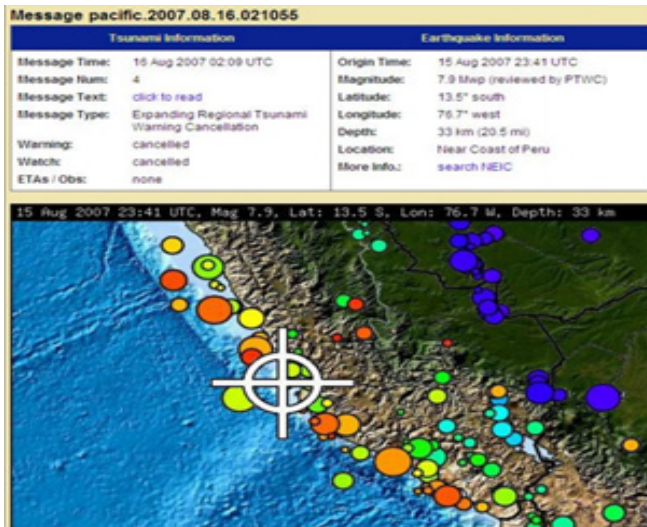 Message pacific.2007.08.16.021055
Tsunami Information
Message Time: 16 Aug 2007 02:09 UTC
Message Num: 4
Message Text: click to read
Message Type: Expanding Regional Tsunami
Warning Cancellation
Warning: cancelled
Watch: cancelled
ETAs / Obs: none
Earthquake Information
Origin Time: 15 Aug 2007 23:41 UTC
Magnitude: 7.9 Mwp (reviewed by PTWC)
Latitude: 13.5° south
Longitude: 76.7° west
Depth: 33 km (20.5 mi)
Location: Near Coast of Peru
More Info.: search NEIC
15 Aug 2007 23:41 UTC, Mag 7.9, Lat: 13.5 S, Lon: 76.7 W, Depth: 33 km